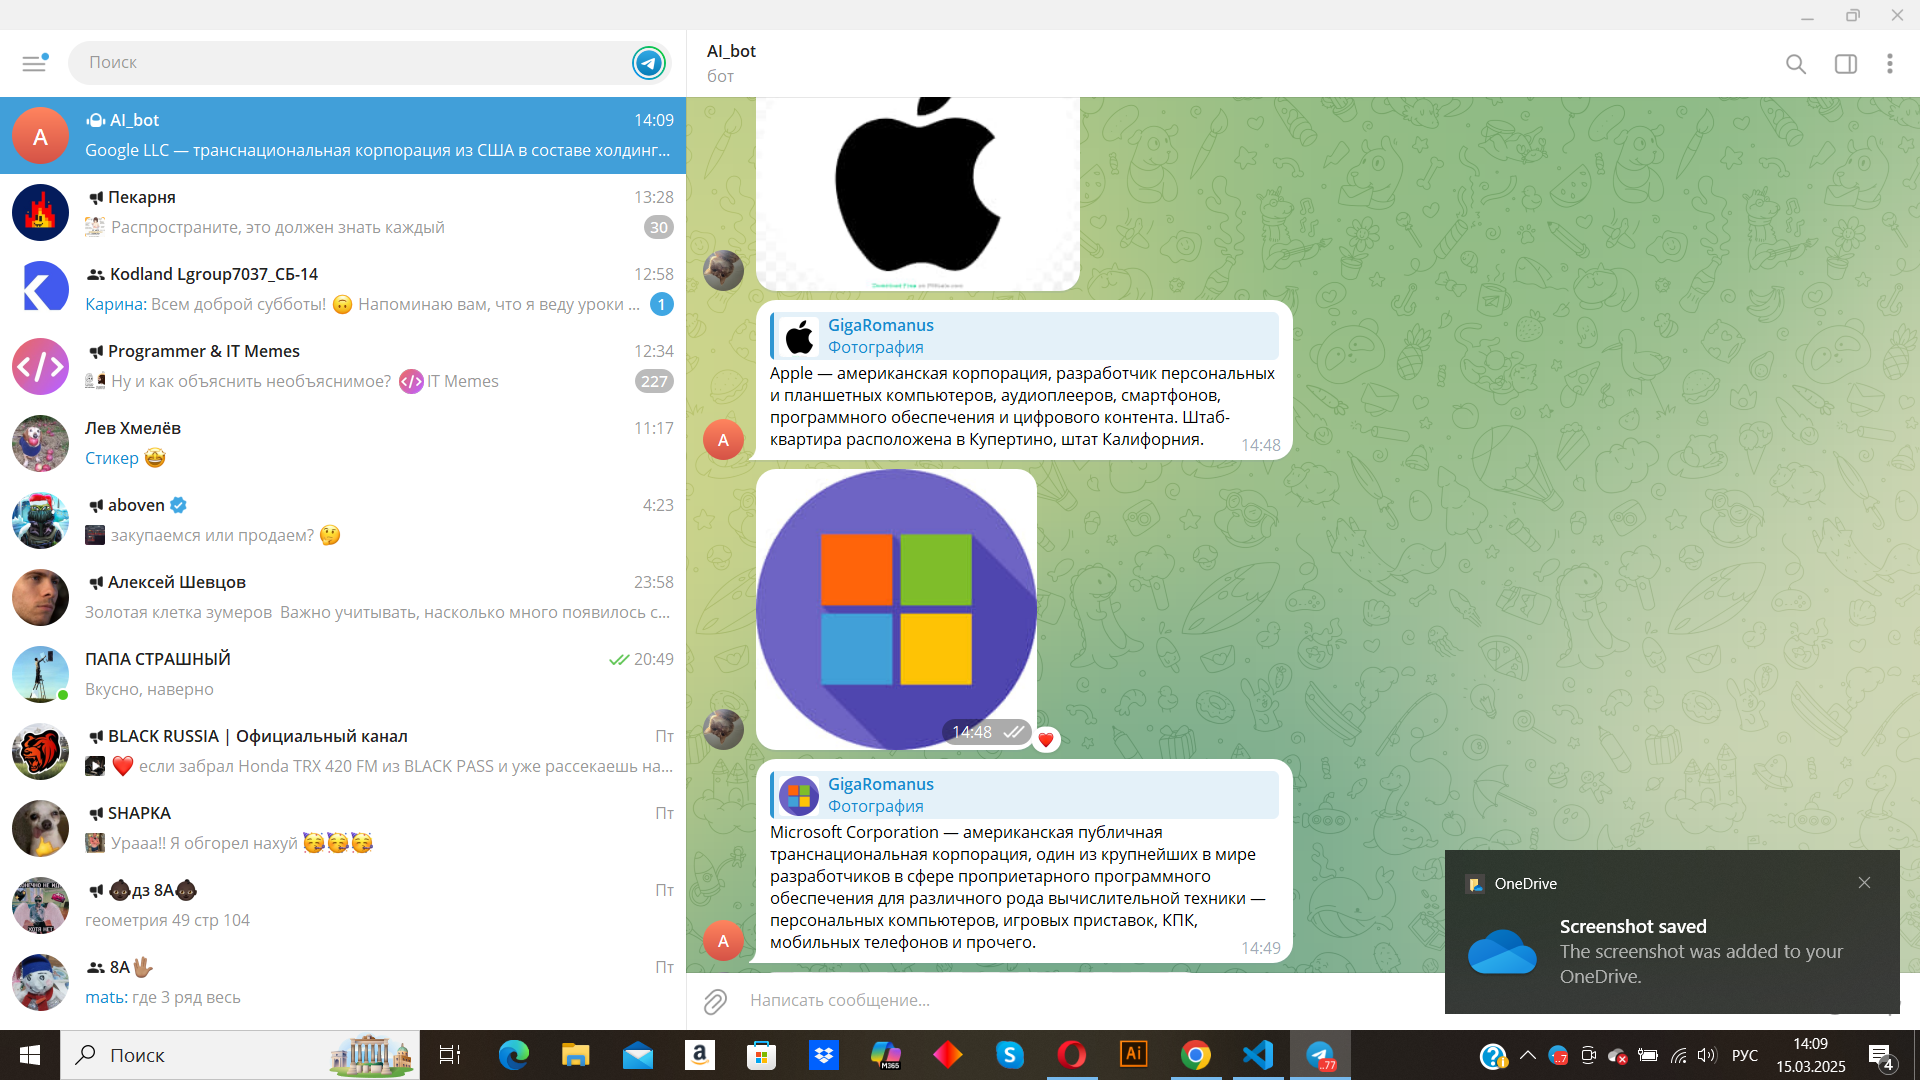 Поиск
A
AI_bot
14:09
Google LLC — транснациональная корпорация из США в составе холдинг...
Пекарня
13:28
Распространите, это должен знать каждый
30
Kodland Lgroup7037_СБ-14
12:58
Карина: Всем доброй субботы! 🙃 Напоминаю вам, что я веду уроки ...
1
Programmer & IT Memes
12:34
Ну и как объяснить необъяснимое? </> IT Memes
227
Лев Хмелёв
11:17
Стикер 🤩
aboven
4:23
закупаемся или продаем? 🤔
Алексей Шевцов
23:58
Золотая клетка зумеров Важно учитывать, насколько много появилось с...
ПАПА СТРАШНЫЙ
20:49
Вкусно, наверно
BLACK RUSSIA | Официальный канал
Пт
❤️ если забрал Honda TRX 420 FM из BLACK PASS и уже рассекаешь на...
SHAPKA
Пт
Урааа!! Я обгорел нахуй 🥳🥳🥳
дз 8А
Пт
геометрия 49 стр 104
8А
Пт
matь: где 3 ряд весь
AI_bot
бот
GigaRomanus
Фотография
Apple — американская корпорация, разработчик персональных
и планшетных компьютеров, аудиоплееров, смартфонов,
программного обеспечения и цифрового контента. Штаб-
квартира расположена в Купертино, штат Калифорния.
14:48
A
14:48
GigaRomanus
Фотография
Microsoft Corporation — американская публичная
транснациональная корпорация, один из крупнейших в мире
разработчиков в сфере проприетарного программного
обеспечения для различного рода вычислительной техники —
персональных компьютеров, игровых приставок, КПК,
мобильных телефонов и прочего.
14:49
A
Написать сообщение...
OneDrive
Screenshot saved
The screenshot was added to your
OneDrive.
Поиск
M365
Ai
77
РУС
14:09
15.03.2025
4